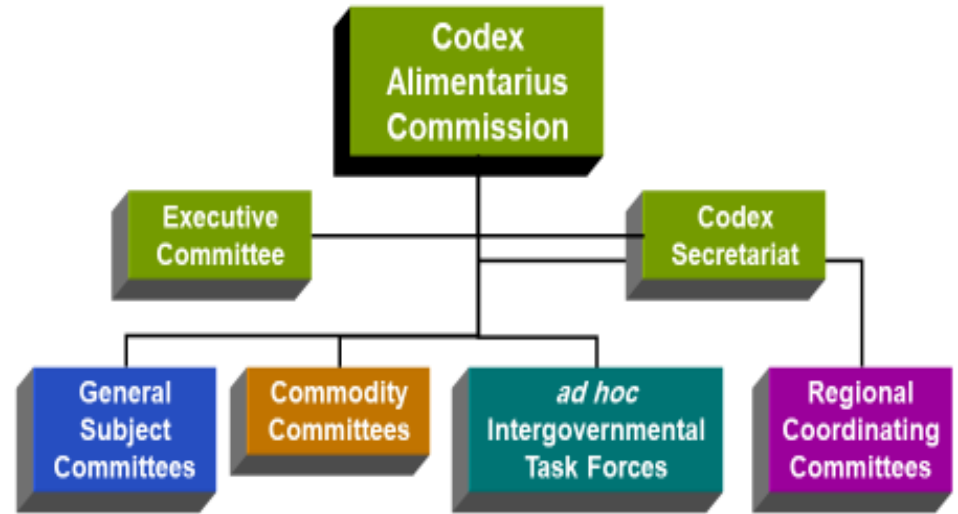 Codex
Alimentarius
Commission
Executive
Committee
Codex
Secretariat
General
Subject
Committees
Commodity
Committees
ad hoc
Intergovernmental
Task Forces
Regional
Coordinating
Committees